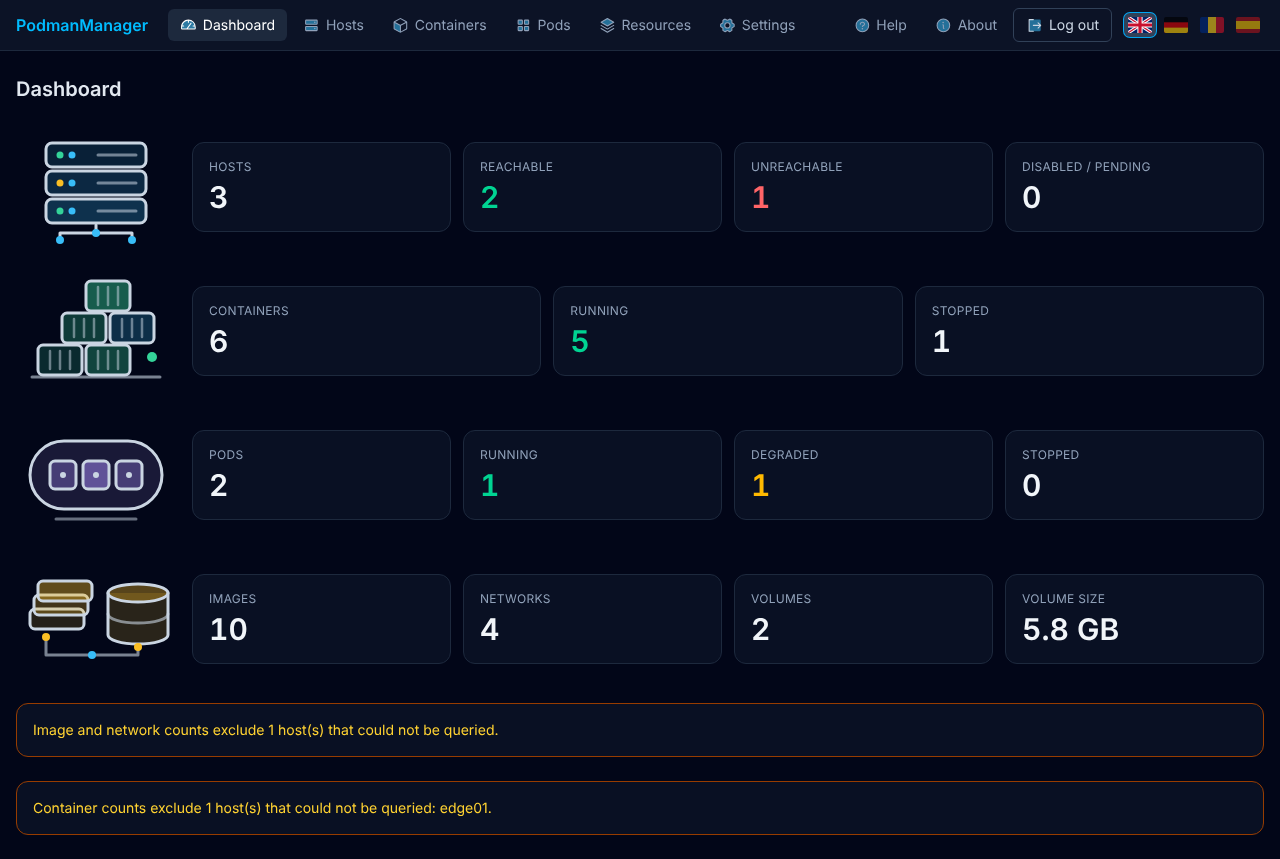 PodmanManager Dashboard Hosts Containers Pods Resources Settings Help About Log out
Dashboard
HOSTS REACHABLE UNREACHABLE DISABLED / PENDING
3 2 1 0
CONTAINERS RUNNING STOPPED
6 5 1
PODS RUNNING DEGRADED STOPPED
2 1 1 0
IMAGES NETWORKS VOLUMES VOLUME SIZE
10 4 2 5.8 GB
Image and network counts exclude 1 host(s) that could not be queried.
Container counts exclude 1 host(s) that could not be queried: edge01.